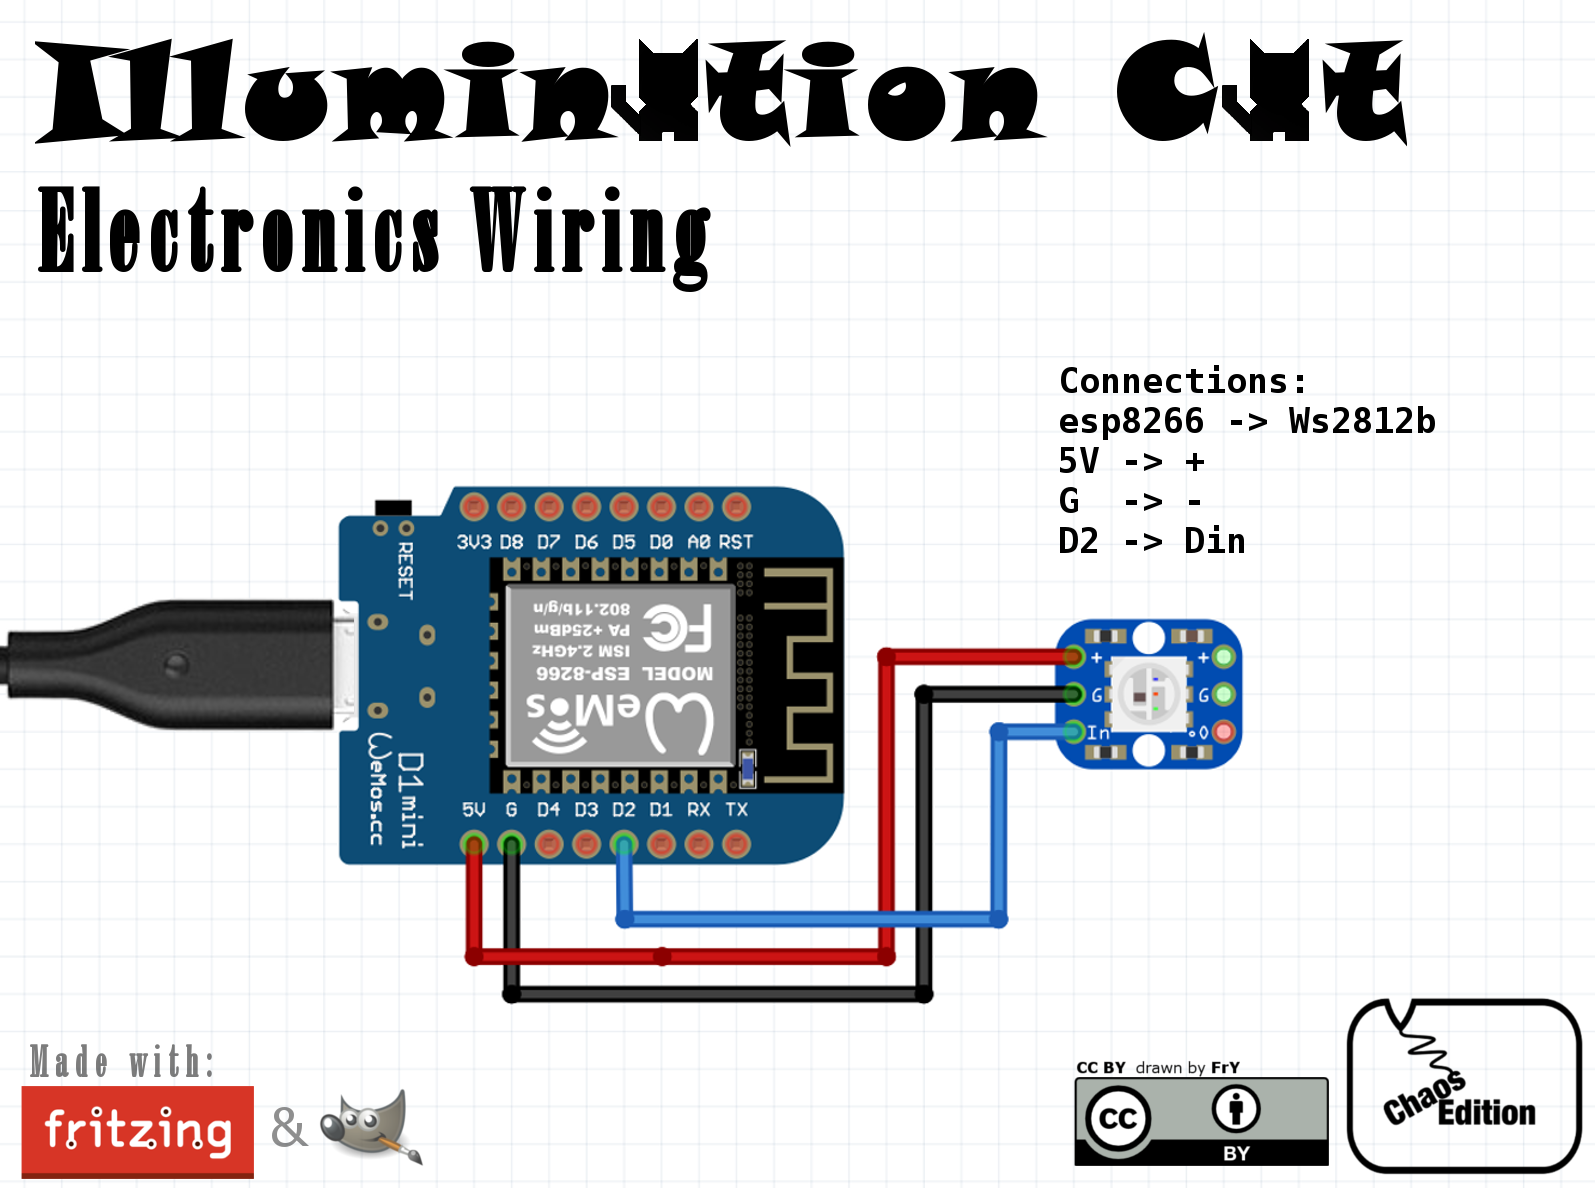 Illumination Cat
Electronics Wiring
Connections:
esp8266 -> Ws2812b
5V -> +
G -> -
D2 -> Din
3V3 D8 D7 D6 D5 D0 A0 RST
RESET
802.11b/g/n
PA +25dBm
ISM 2.4GHz
MODEL ESP-8266
FC
WeMos
D1 mini
WeMos.cc
5V G D4 D3 D2 D1 RX TX
+ +
G G
In
Made with:
fritzing & 
CC BY drawn by FrY
CC
BY
Chaos
Edition